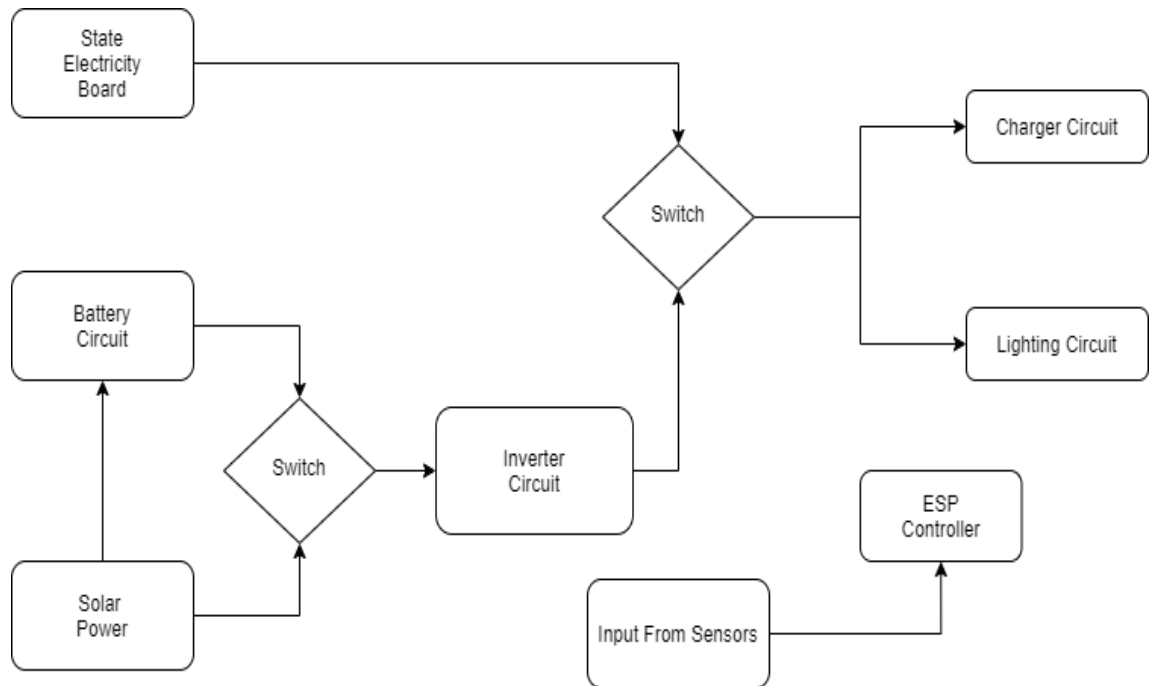 State
Electricity
Board
Charger Circuit
Switch
Battery
Circuit
Lighting Circuit
Switch
Inverter
Circuit
ESP
Controller
Solar
Power
Input From Sensors